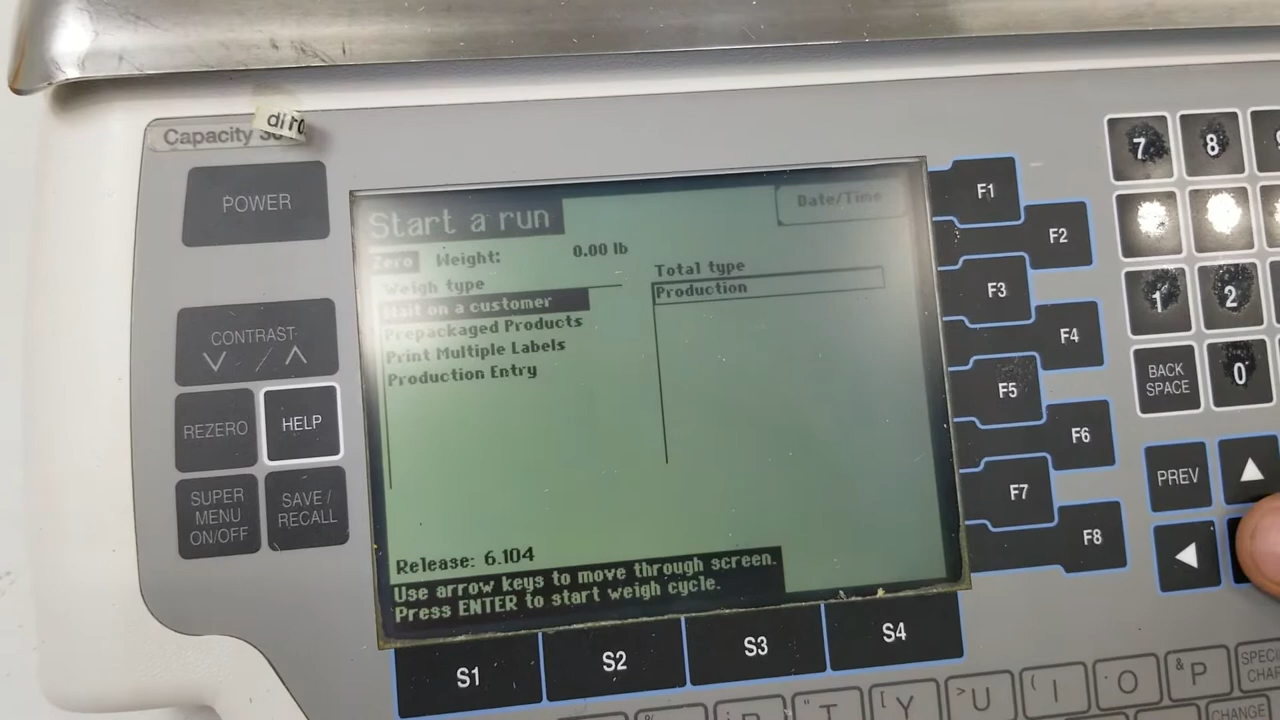 Capacity 30
POWER
CONTRAST
REZERO
HELP
SUPER
MENU
ON/OFF
SAVE /
RECALL
Start a run
Date/Time
Zero Weight: 0.00 lb
Weigh type
Wait on a customer
Prepackaged Products
Print Multiple Labels
Production Entry
Total type
Production
Release: 6.104
Use arrow keys to move through screen.
Press ENTER to start weigh cycle.
F1
F2
F3
F4
F5
F6
F7
F8
S1
S2
S3
S4
7
8
1
2
BACK
SPACE
0
PREV
" T
[ Y
> U
( I
O
& P
CHANGE